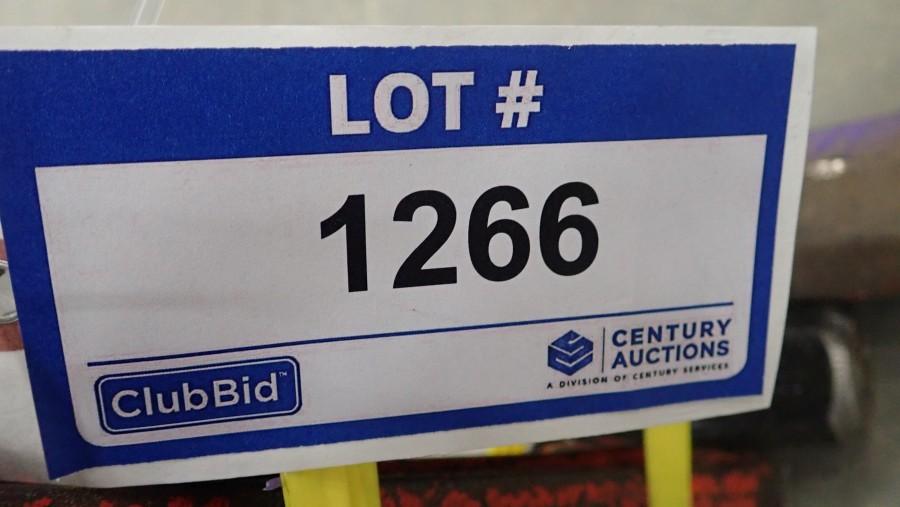 LOT #
1266
ClubBid™
CENTURY
AUCTIONS
A DIVISION OF CENTURY SERVICES